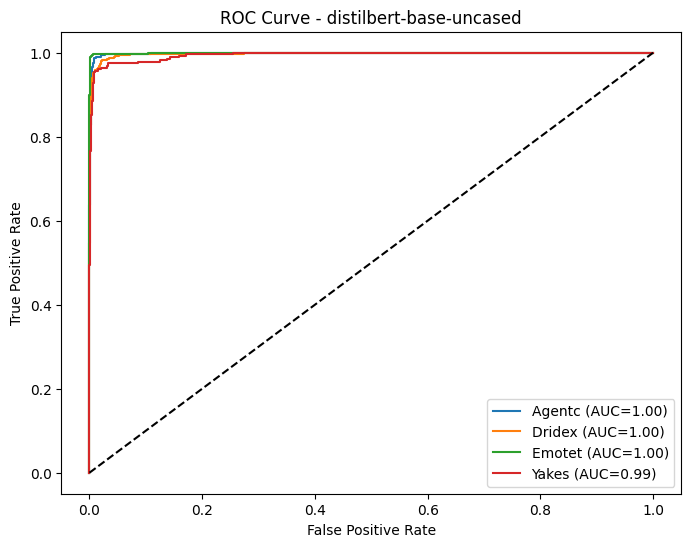 ROC Curve - distilbert-base-uncased
True Positive Rate
1.0
0.8
0.6
0.4
0.2
0.0
Agentc (AUC=1.00)
Dridex (AUC=1.00)
Emotet (AUC=1.00)
Yakes (AUC=0.99)
0.0 0.2 0.4 0.6 0.8 1.0
False Positive Rate